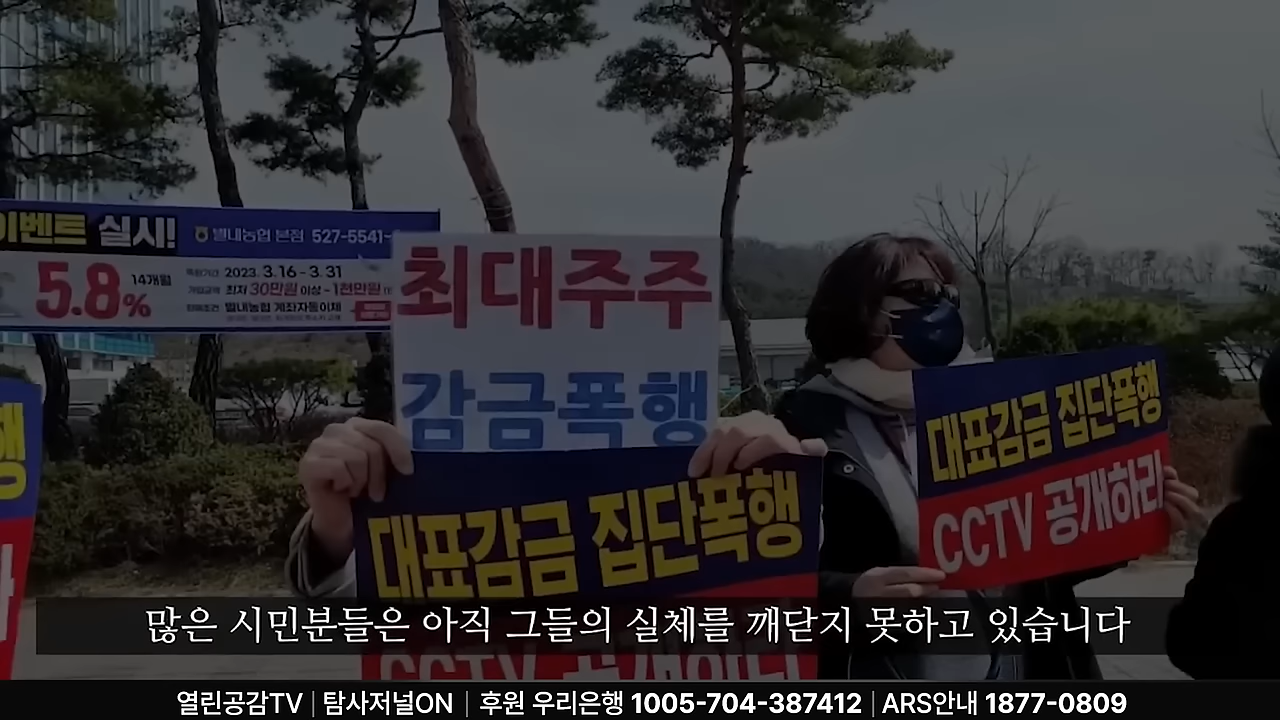 이벤트 실시!
별내농협 본점 527-5541~
5.8%
14개월
2023. 3.16 - 3.31
최저 30만원 이상 ~ 1천만원
별내농협 계좌자동이체
최대주주
감금폭행
대표감금 집단폭행
CCTV 공개하라
대표감금 집단폭행
CCTV 공개하라
행
많은 시민분들은 아직 그들의 실체를 깨닫지 못하고 있습니다
열린공감TV | 탐사저널ON | 후원 우리은행 1005-704-387412 | ARS안내 1877-0809